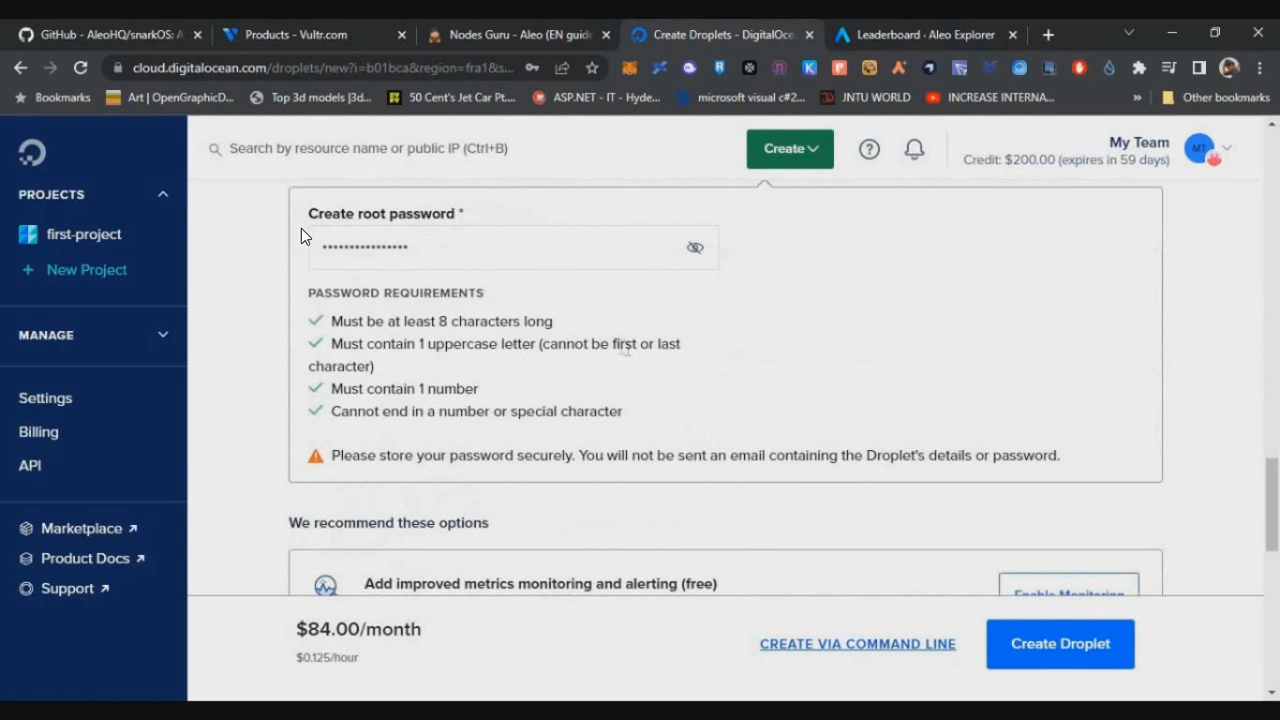 GitHub - AleoHQ/snarkOS: A
Products - Vultr.com
Nodes Guru - Aleo (EN guide
Create Droplets - DigitalOcea
Leaderboard · Aleo Explorer
cloud.digitalocean.com/droplets/new?i=b01bca&region=fra1&s...
Bookmarks
Art | OpenGraphicD...
Top 3d models |3d...
50 Cent's Jet Car Pt....
ASP.NET - IT - Hyde...
microsoft visual c#2...
JNTU WORLD
INCREASE INTERNA...
»
Other bookmarks
Search by resource name or public IP (Ctrl+B)
Create
My Team
Credit: $200.00 (expires in 59 days)
MT
PROJECTS
first-project
+ New Project
MANAGE
Settings
Billing
API
Marketplace ↗
Product Docs ↗
Support ↗
Create root password *
••••••••••••••••
PASSWORD REQUIREMENTS
Must be at least 8 characters long
Must contain 1 uppercase letter (cannot be first or last
character)
Must contain 1 number
Cannot end in a number or special character
Please store your password securely. You will not be sent an email containing the Droplet's details or password.
We recommend these options
Add improved metrics monitoring and alerting (free)
Enable Monitoring
$84.00/month
$0.125/hour
CREATE VIA COMMAND LINE
Create Droplet